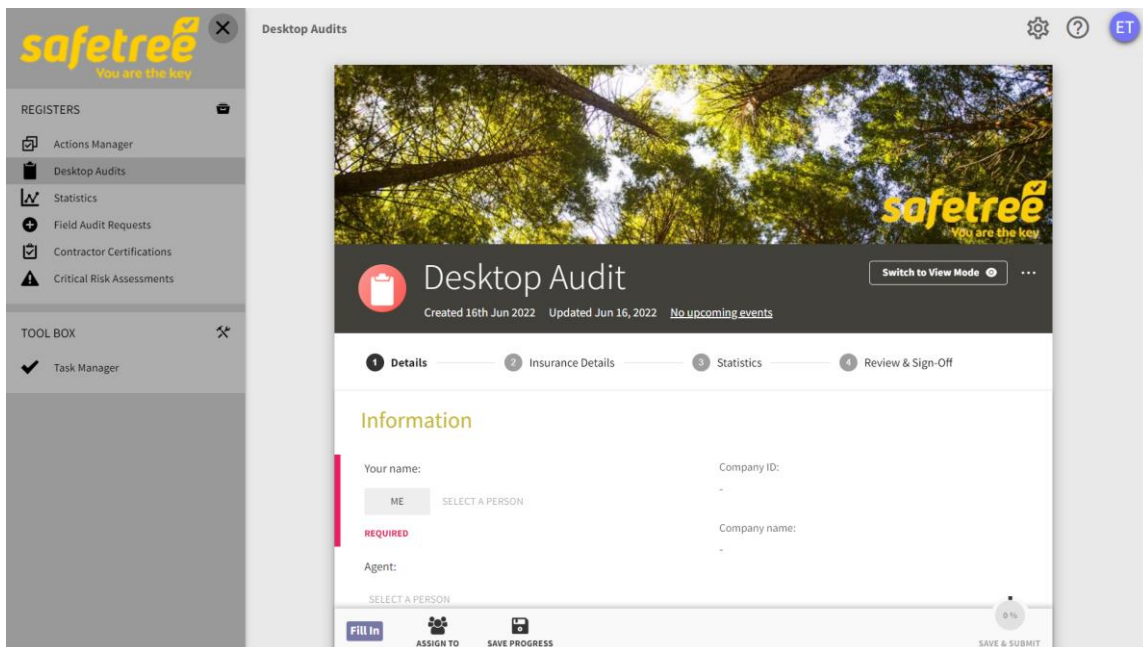 safetree
You are the key
Desktop Audits
ET
REGISTERS
Actions Manager
Desktop Audits
Statistics
Field Audit Requests
Contractor Certifications
Critical Risk Assessments
TOOL BOX
Task Manager
safetree
You are the key
Desktop Audit
Switch to View Mode
Created 16th Jun 2022 Updated Jun 16, 2022 No upcoming events
1 Details 2 Insurance Details 3 Statistics 4 Review & Sign-Off
Information
Your name:
ME SELECT A PERSON
REQUIRED
Company ID:
-
Company name:
-
Agent:
SELECT A PERSON
Fill In
ASSIGN TO
SAVE PROGRESS
0 %
SAVE & SUBMIT